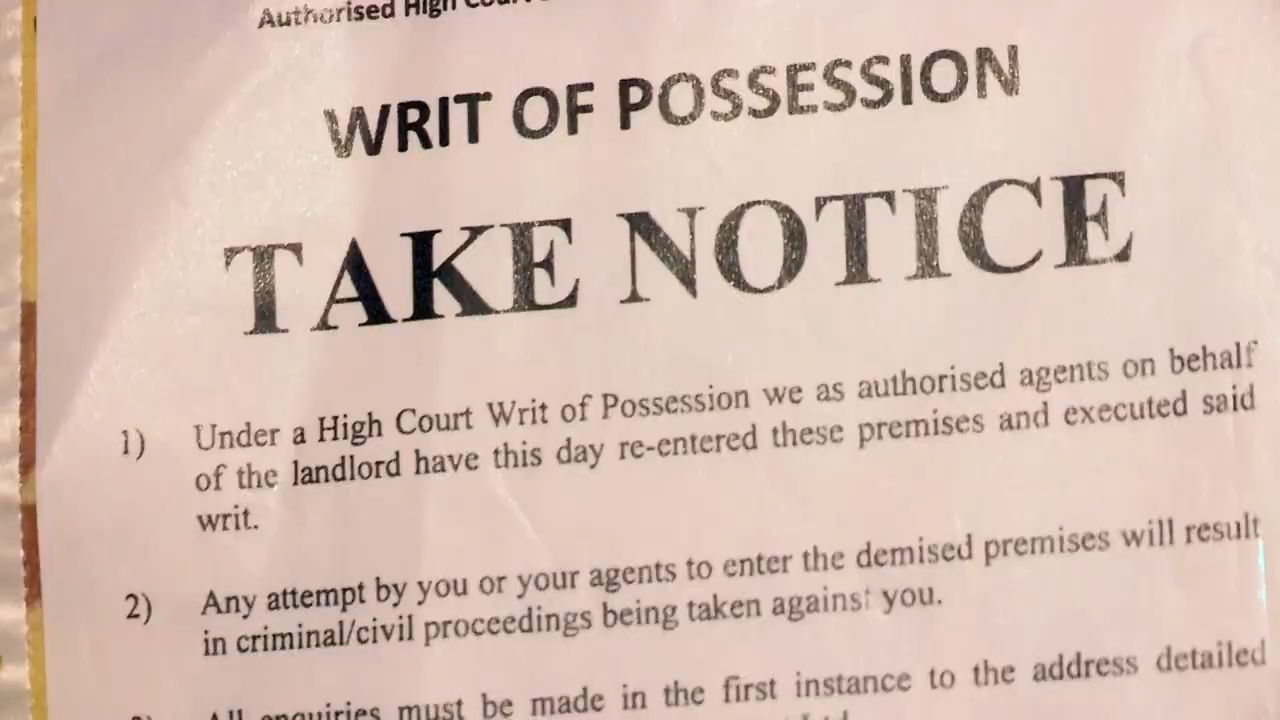 Authorised High
WRIT OF POSSESSION
TAKE NOTICE
1) Under a High Court Writ of Possession we as authorised agents on behalf
of the landlord have this day re-entered these premises and executed said
writ.
2) Any attempt by you or your agents to enter the demised premises will result
in criminal/civil proceedings being taken against you.
All enquiries must be made in the first instance to the address detailed